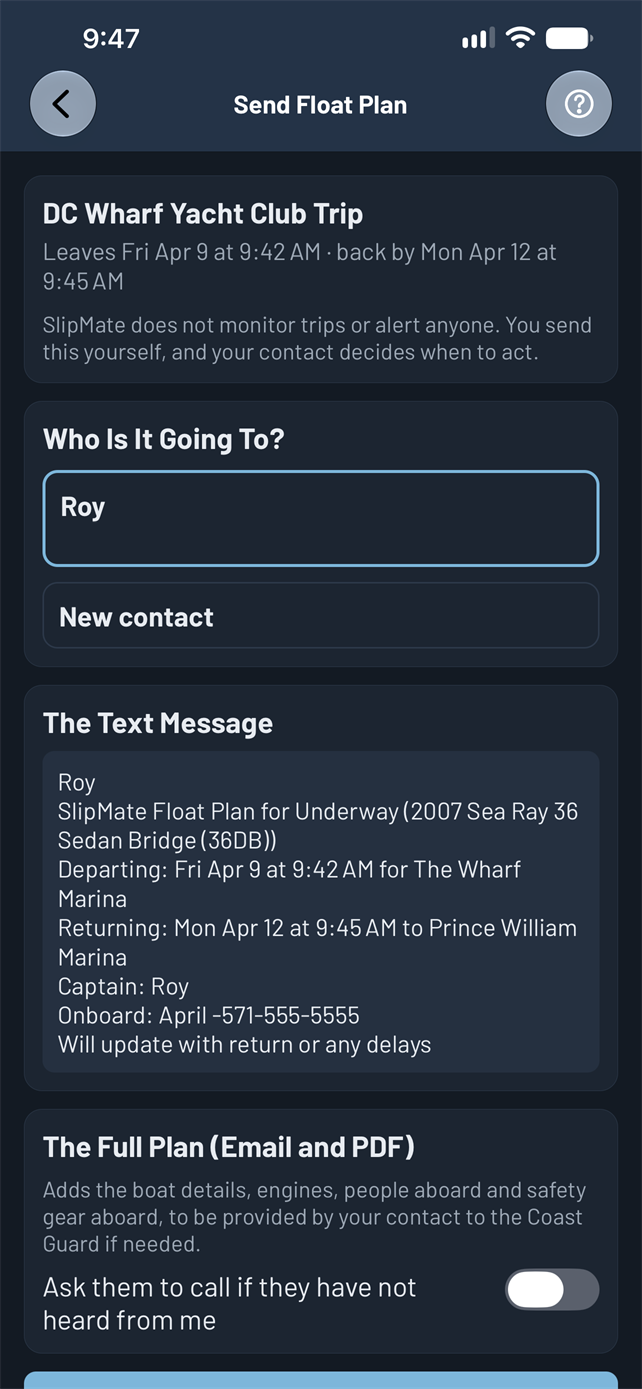 9:47
Send Float Plan
DC Wharf Yacht Club Trip
Leaves Fri Apr 9 at 9:42 AM · back by Mon Apr 12 at
9:45 AM
SlipMate does not monitor trips or alert anyone. You send
this yourself, and your contact decides when to act.
Who Is It Going To?
Roy
New contact
The Text Message
Roy
SlipMate Float Plan for Underway (2007 Sea Ray 36
Sedan Bridge (36DB))
Departing: Fri Apr 9 at 9:42 AM for The Wharf
Marina
Returning: Mon Apr 12 at 9:45 AM to Prince William
Marina
Captain: Roy
Onboard: April -571-555-5555
Will update with return or any delays
The Full Plan (Email and PDF)
Adds the boat details, engines, people aboard and safety
gear aboard, to be provided by your contact to the Coast
Guard if needed.
Ask them to call if they have not
heard from me